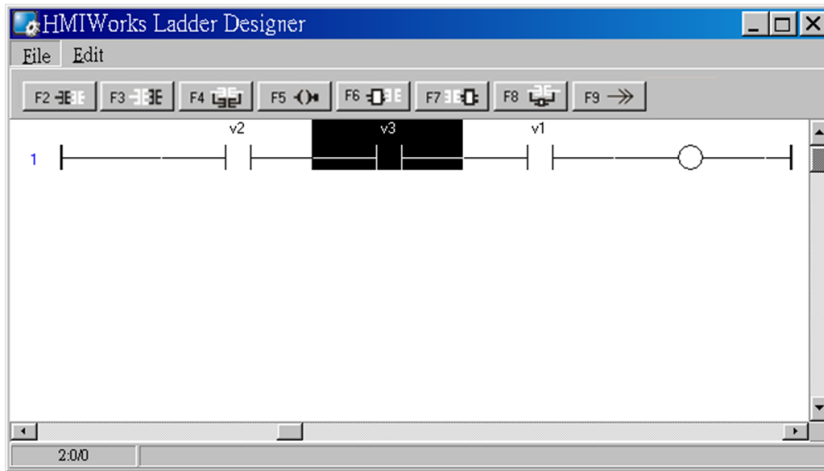 HMIWorks Ladder Designer
File Edit
F2 F3 F4 F5 F6 F7 F8 F9
v2 v3 v1
1
2:0/0